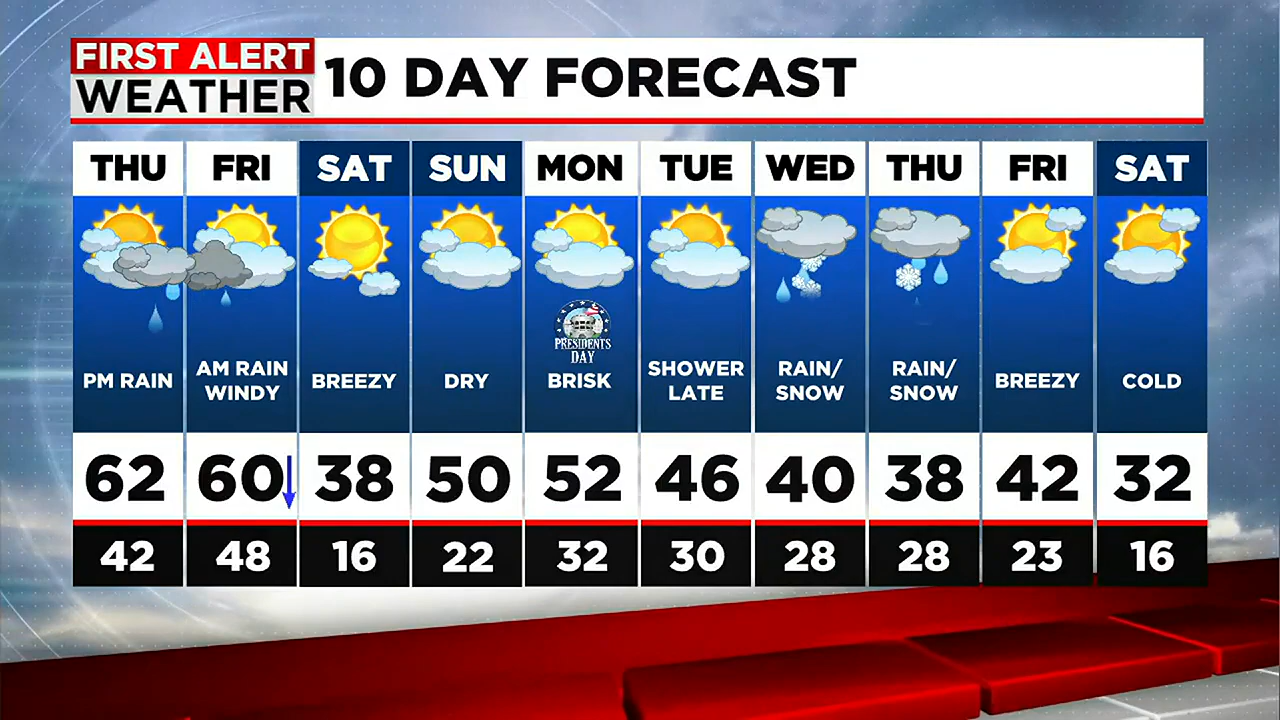 FIRST ALERT
WEATHER
10 DAY FORECAST
THU FRI SAT SUN MON TUE WED THU FRI SAT
PRESIDENTS
DAY
PM RAIN
AM RAIN
WINDY
BREEZY
DRY
BRISK
SHOWER
LATE
RAIN/
SNOW
RAIN/
SNOW
BREEZY
COLD
62 60 38 50 52 46 40 38 42 32
42 48 16 22 32 30 28 28 23 16